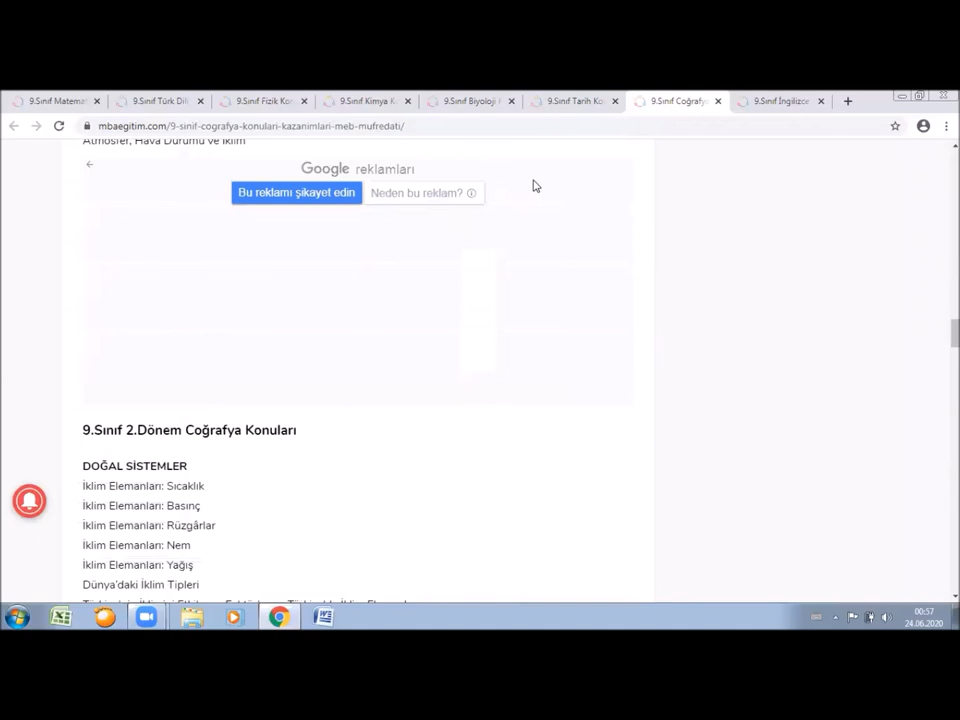 9.Sınıf Matemat
9.Sınıf Türk Dili
9.Sınıf Fizik Kon
9.Sınıf Kimya Ko
9.Sınıf Biyoloji K
9.Sınıf Tarih Ko
9.Sınıf Coğrafya
9.Sınıf İngilizce
mbaegitim.com/9-sinif-cografya-konulari-kazanimlari-meb-mufredati/
Atmosfer, Hava Durumu ve İklim
Google reklamları
Bu reklamı şikayet edin
Neden bu reklam?
9.Sınıf 2.Dönem Coğrafya Konuları
DOĞAL SİSTEMLER
İklim Elemanları: Sıcaklık
İklim Elemanları: Basınç
İklim Elemanları: Rüzgârlar
İklim Elemanları: Nem
İklim Elemanları: Yağış
Dünya'daki İklim Tipleri
00:57
24.06.2020